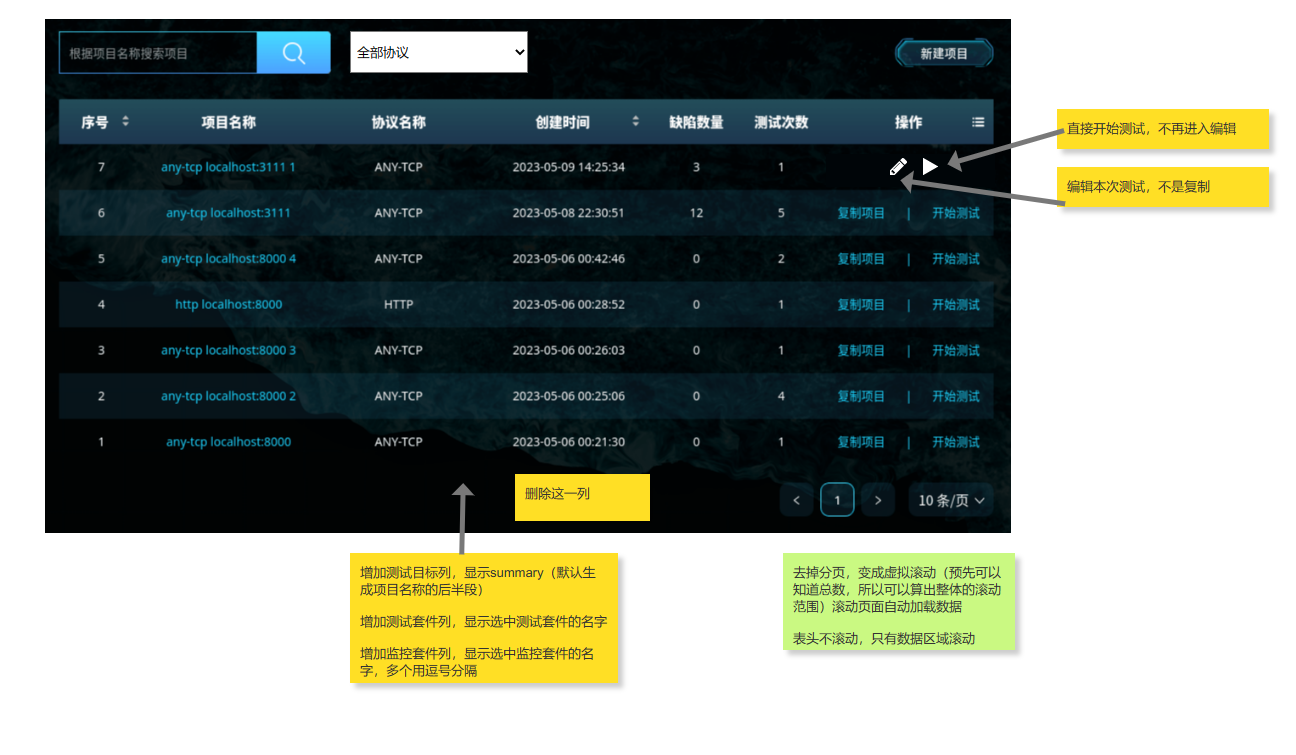 根据项目名称搜索项目
全部协议
新建项目
序号 项目名称 协议名称 创建时间 缺陷数量 测试次数 操作
7 any-tcp localhost:3111 1 ANY-TCP 2023-05-09 14:25:34 3 1
6 any-tcp localhost:3111 ANY-TCP 2023-05-08 22:30:51 12 5 复制项目 | 开始测试
5 any-tcp localhost:8000 4 ANY-TCP 2023-05-06 00:42:46 0 2 复制项目 | 开始测试
4 http localhost:8000 HTTP 2023-05-06 00:28:52 0 1 复制项目 | 开始测试
3 any-tcp localhost:8000 3 ANY-TCP 2023-05-06 00:26:03 0 1 复制项目 | 开始测试
2 any-tcp localhost:8000 2 ANY-TCP 2023-05-06 00:25:06 0 4 复制项目 | 开始测试
1 any-tcp localhost:8000 ANY-TCP 2023-05-06 00:21:30 0 1 复制项目 | 开始测试
< 1 > 10 条/页
直接开始测试，不再进入编辑
编辑本次测试，不是复制
删除这一列
增加测试目标列，显示summary（默认生
成项目名称的后半段）
增加测试套件列，显示选中测试套件的名字
增加监控套件列，显示选中监控套件的名
字，多个用逗号分隔
去掉分页，变成虚拟滚动（预先可以
知道总数，所以可以算出整体的滚动
范围）滚动页面自动加载数据
表头不滚动，只有数据区域滚动